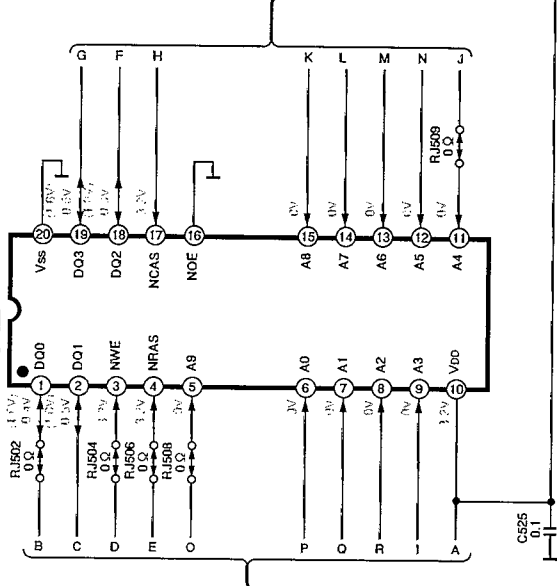 G F H K L M N J
RJ509
0 Ω
0V 0V 0V 0V 0V
20 19 18 17 16 15 14 13 12 11
Vss DQ3 DQ2 NCAS NOE A8 A7 A6 A5 A4
DQ0 DQ1 NWE NRAS A9 A0 A1 A2 A3 VDD
1 2 3 4 5 6 7 8 9 10
0V 0V 0V 0V 0V 3.2V
RJ502
0 Ω
RJ504
0 Ω
RJ506
0 Ω
RJ508
0 Ω
B C D E O P Q R I A
C525
0.1